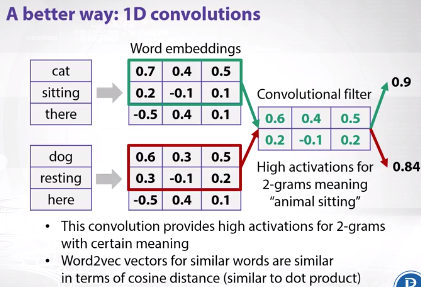 A better way: 1D convolutions
Word embeddings
cat 0.7 0.4 0.5
sitting 0.2 -0.1 0.1
there -0.5 0.4 0.1
Convolutional filter
0.6 0.4 0.5
0.2 -0.1 0.2
0.9
0.84
dog 0.6 0.3 0.5
resting 0.3 -0.1 0.2
here -0.5 0.4 0.1
High activations for
2-grams meaning
“animal sitting”
• This convolution provides high activations for 2-grams
with certain meaning
• Word2vec vectors for similar words are similar
in terms of cosine distance (similar to dot product)